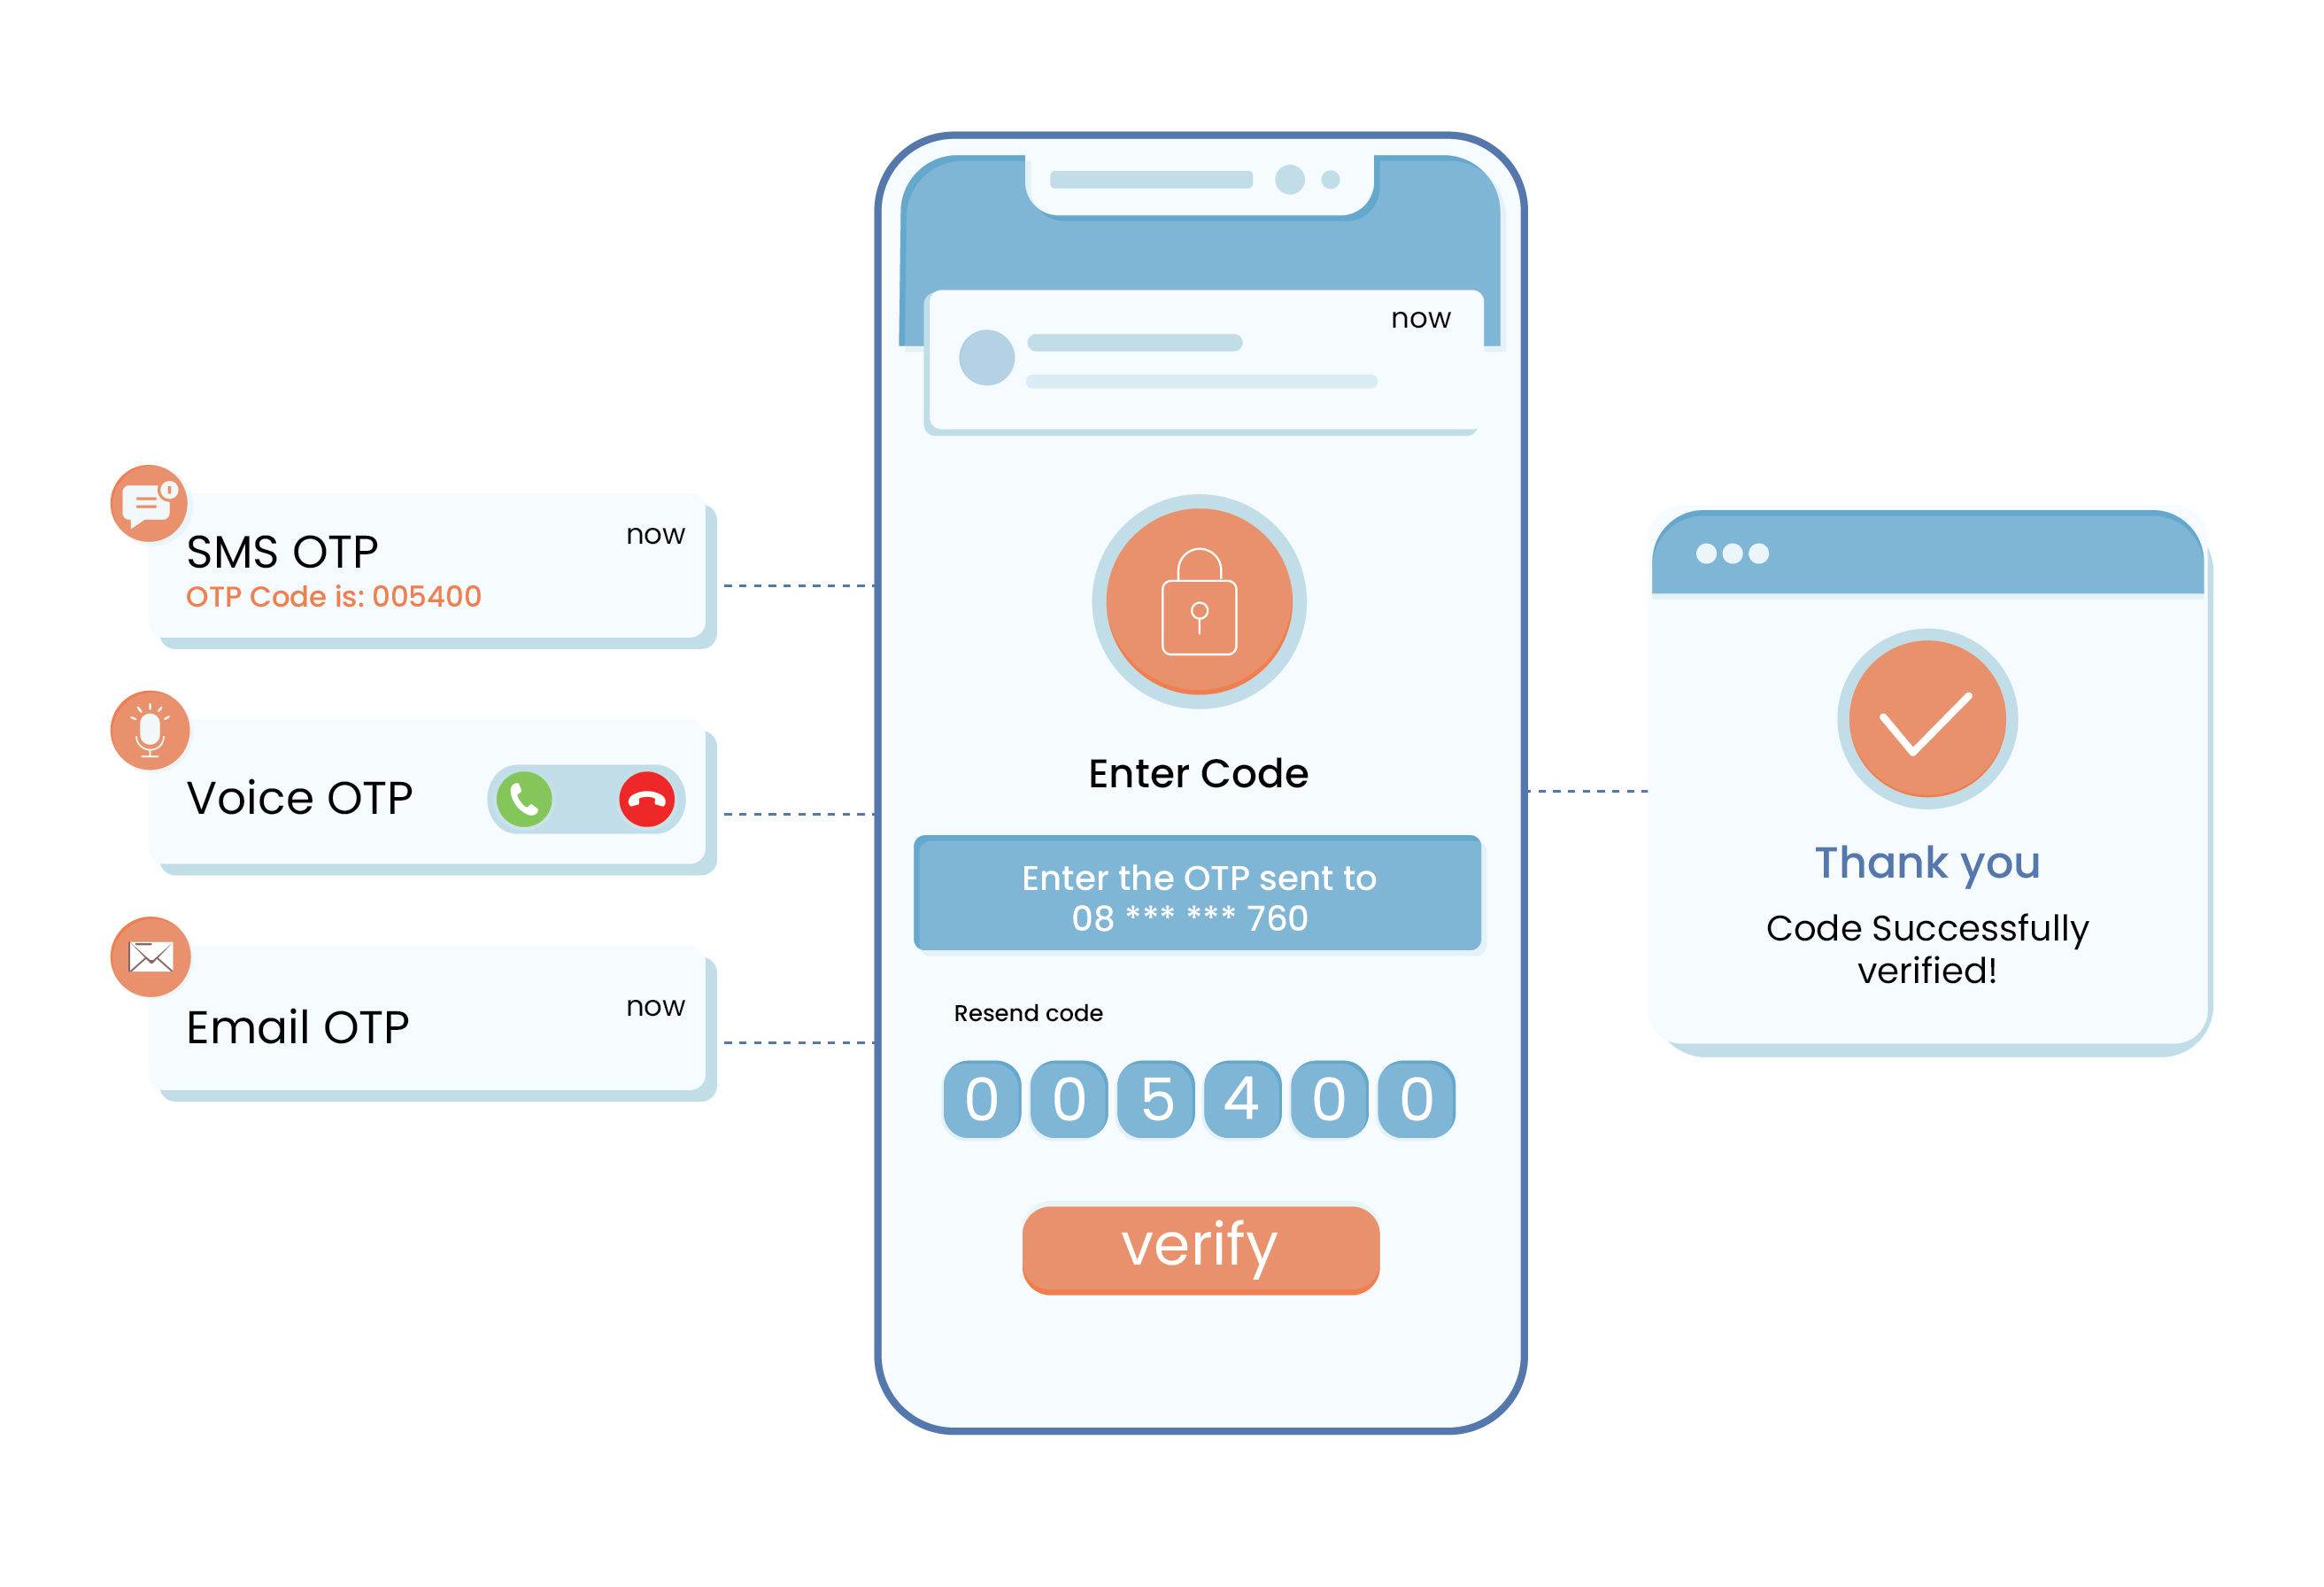 SMS OTP
now
OTP Code is: 005400
Voice OTP
Email OTP
now
now
Enter Code
Enter the OTP sent to
08 *** *** 760
Resend code
0 0 5 4 0 0
verify
Thank you
Code Successfully
verified!